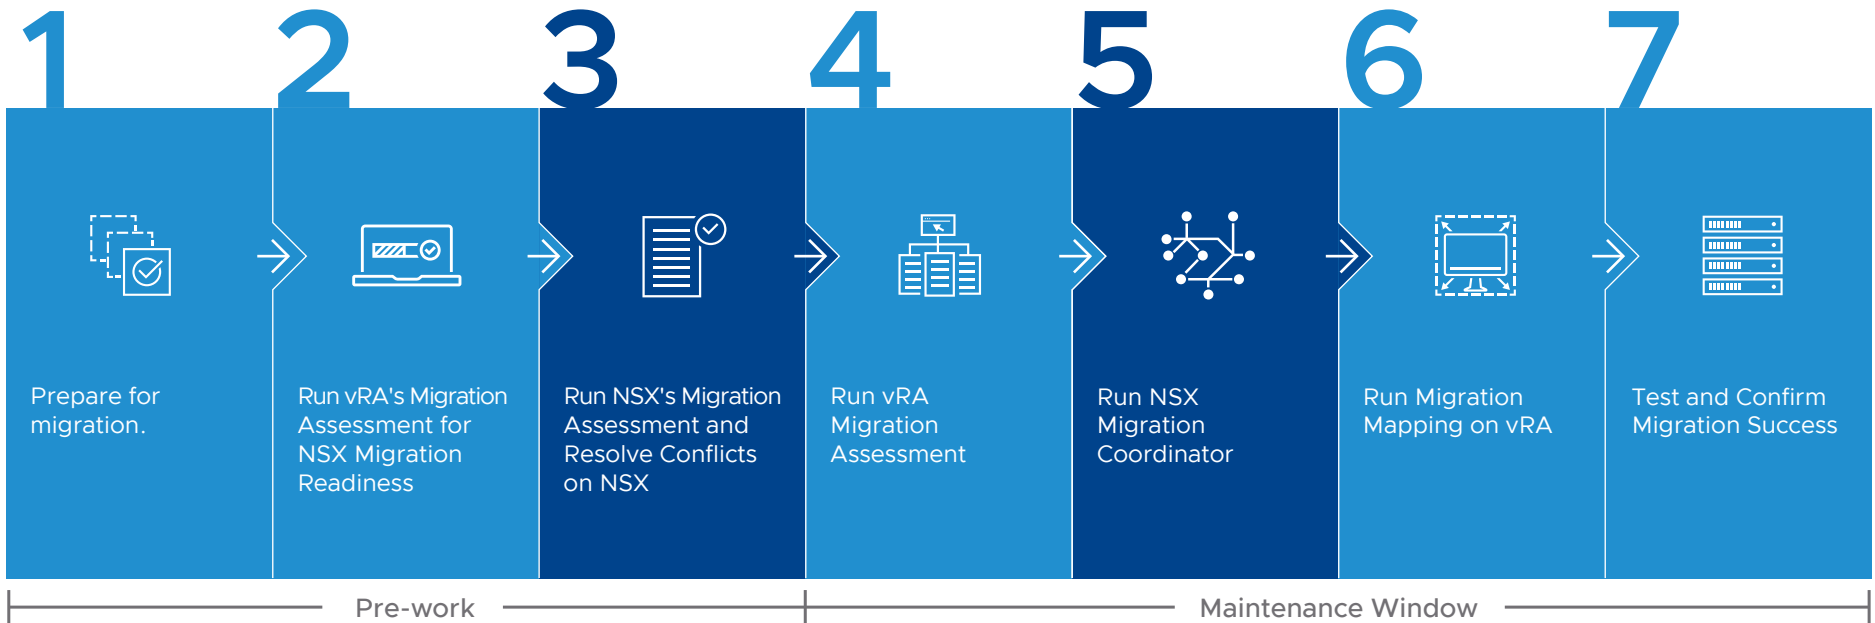 1
2
3
4
5
6
7
Prepare for
migration.
Run vRA's Migration
Assessment for
NSX Migration
Readiness
Run NSX's Migration
Assessment and
Resolve Conflicts
on NSX
Run vRA
Migration
Assessment
Run NSX
Migration
Coordinator
Run Migration
Mapping on vRA
Test and Confirm
Migration Success
Pre-work
Maintenance Window